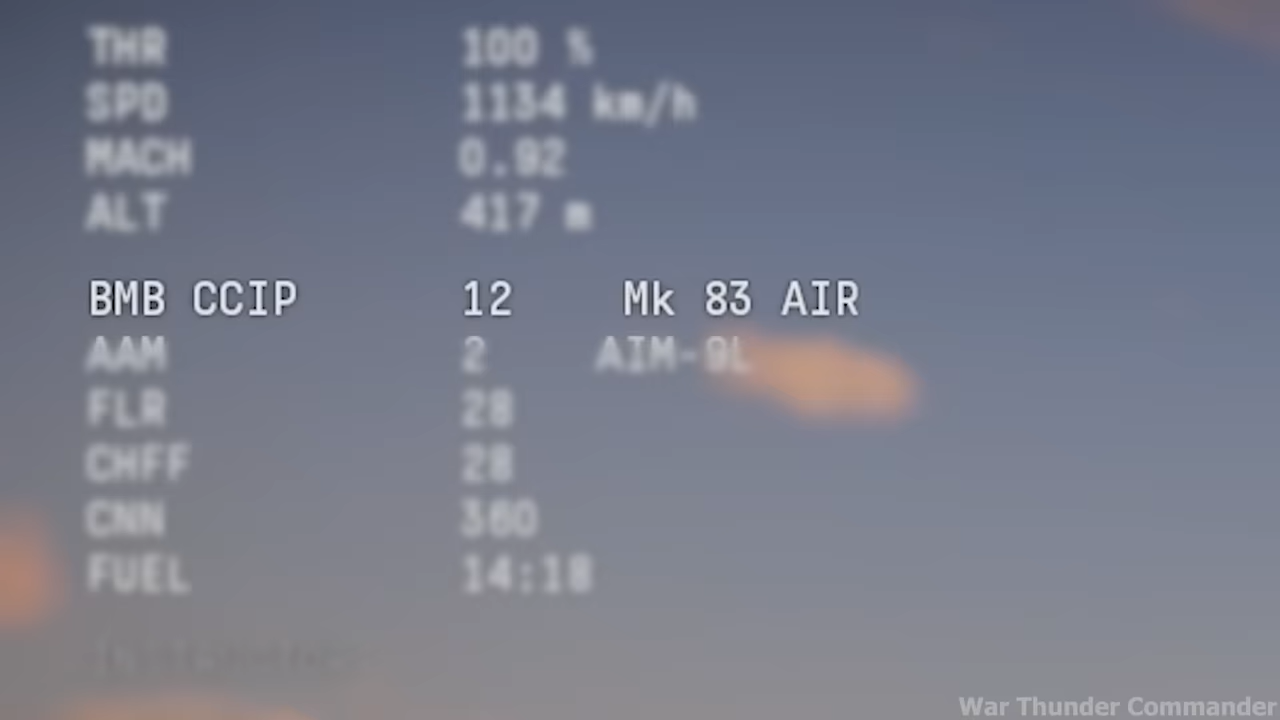 THR 100 %
SPD 1134 km/h
MACH 0.92
ALT 417 m
BMB CCIP 12 Mk 83 AIR
AAM 2 AIM-9L
FLR 28
CHFF 28
CNN 360
FUEL 14:18
War Thunder Commander